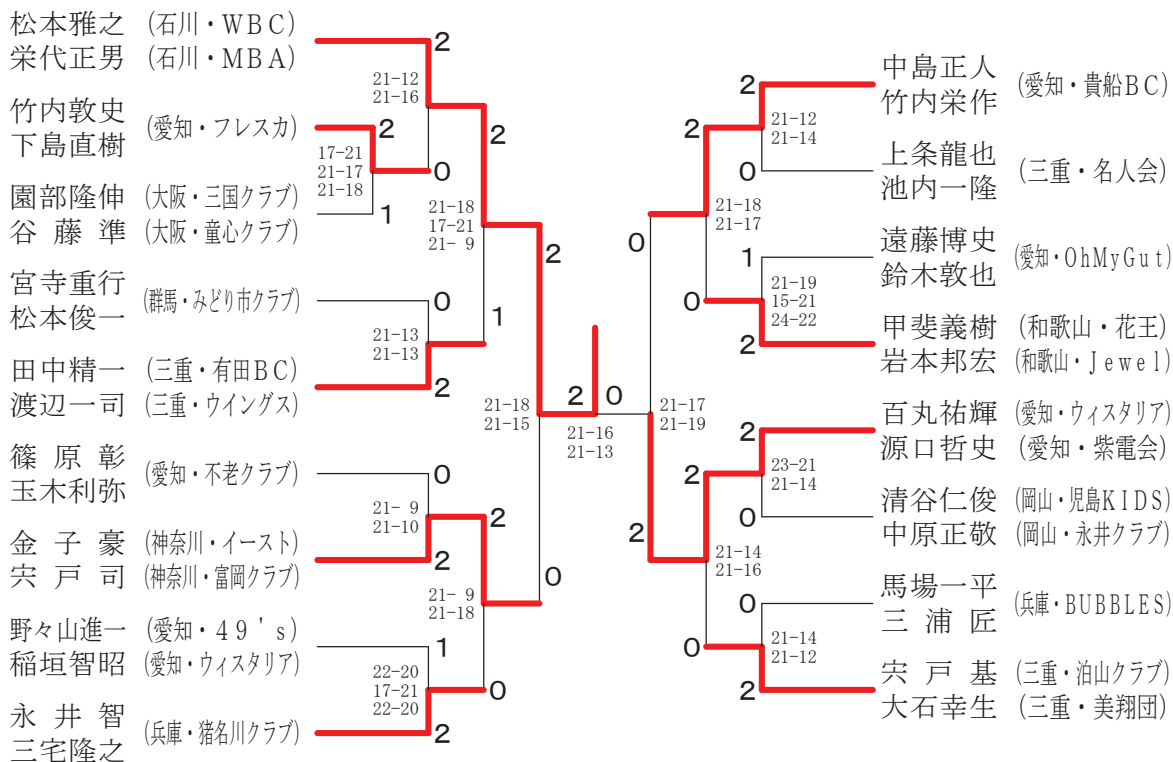 松本雅之 (石川・WBC)
栄代正男 (石川・MBA)
2
21-12
21-16
竹内敦史
下島直樹
(愛知・フレスカ)
2
0
17-21
21-17
21-18
園部隆伸 (大阪・三国クラブ)
谷藤準 (大阪・童心クラブ)
1
2
21-18
17-21
21- 9
宮寺重行
松本俊一
(群馬・みどり市クラブ)
0
1
21-13
21-13
田中精一 (三重・有田BC)
渡辺一司 (三重・ウイングス)
2
2
21-18
21-15
篠原彰
玉木利弥
(愛知・不老クラブ)
0
21- 9
21-10
2
金子豪 (神奈川・イースト)
宍戸司 (神奈川・富岡クラブ)
2
0
21- 9
21-18
野々山進一 (愛知・49's)
稲垣智昭 (愛知・ウィスタリア)
1
22-20
17-21
22-20
0
永井智
三宅隆之
(兵庫・猪名川クラブ)
2
2 0
21-16
21-13
中島正人
竹内栄作
(愛知・貴船BC)
2
21-12
21-14
2
上条龍也
池内一隆
(三重・名人会)
0
0
21-18
21-17
遠藤博史
鈴木敦也
(愛知・OhMyGut)
1
21-19
15-21
24-22
0
甲斐義樹 (和歌山・花王)
岩本邦宏 (和歌山・Jewel)
2
21-17
21-19
百丸祐輝 (愛知・ウィスタリア)
源口哲史 (愛知・紫電会)
2
23-21
21-14
2
清谷仁俊 (岡山・児島KIDS)
中原正敬 (岡山・永井クラブ)
0
2
21-14
21-16
馬場一平
三浦匠
(兵庫・BUBBLES)
0
21-14
21-12
0
宍戸基 (三重・泊山クラブ)
大石幸生 (三重・美翔団)
2